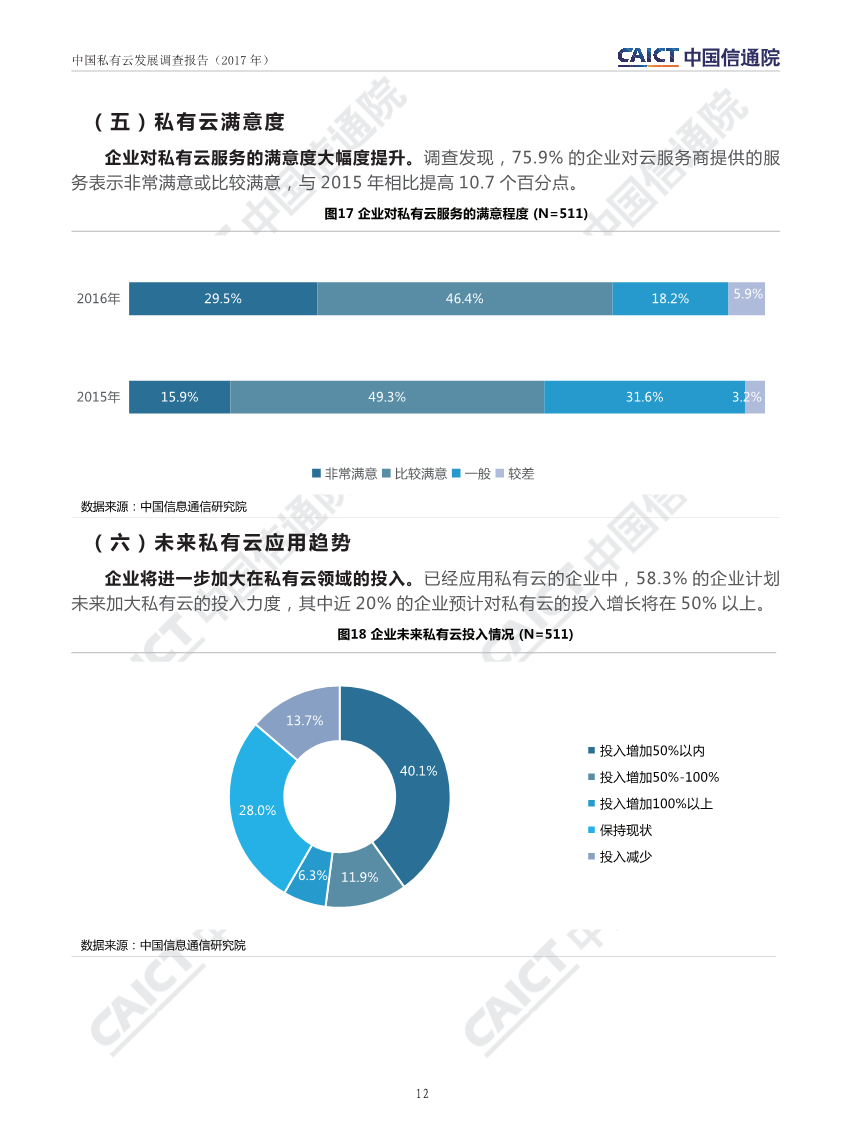 中国私有云发展调查报告（2017 年）
CAICT 中国信通院
（五）私有云满意度
企业对私有云服务的满意度大幅度提升。调查发现，75.9% 的企业对云服务商提供的服
务表示非常满意或比较满意，与 2015 年相比提高 10.7 个百分点。
图17 企业对私有云服务的满意程度 (N=511)
2016年 29.5% 46.4% 18.2% 5.9%
2015年 15.9% 49.3% 31.6% 3.2%
非常满意 比较满意 一般 较差
数据来源：中国信息通信研究院
（六）未来私有云应用趋势
企业将进一步加大在私有云领域的投入。已经应用私有云的企业中，58.3% 的企业计划
未来加大私有云的投入力度，其中近 20% 的企业预计对私有云的投入增长将在 50% 以上。
图18 企业未来私有云投入情况 (N=511)
13.7%
40.1%
28.0%
6.3%
11.9%
投入增加50%以内
投入增加50%-100%
投入增加100%以上
保持现状
投入减少
数据来源：中国信息通信研究院
12